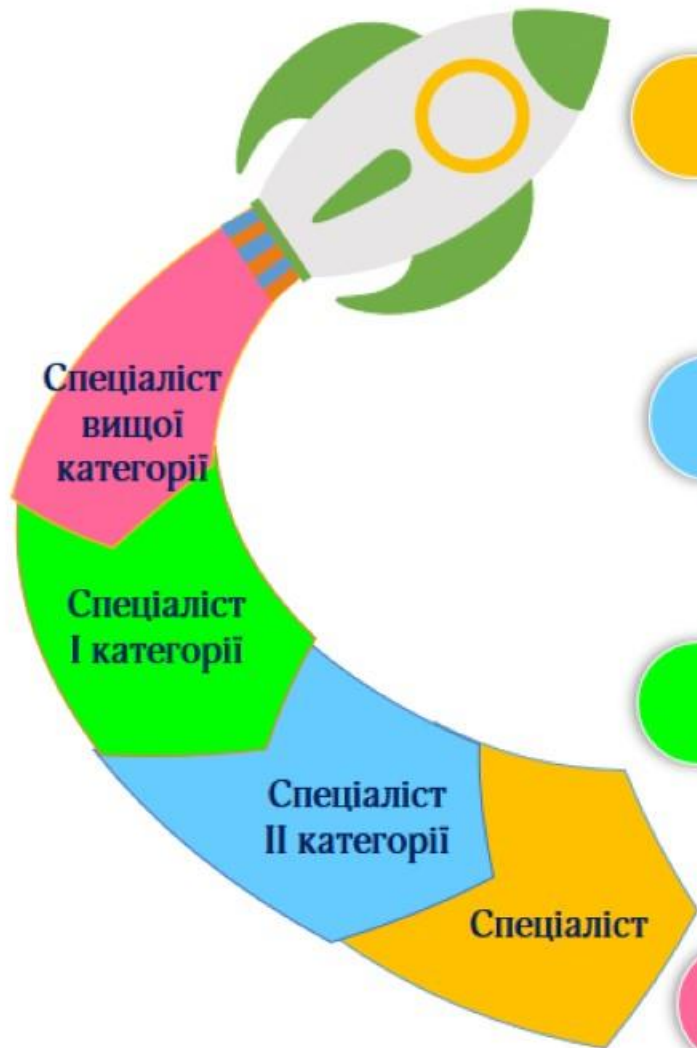 Спеціаліст
вищої
категорії
Спеціаліст
І категорії
Спеціаліст
ІІ категорії
Спеціаліст